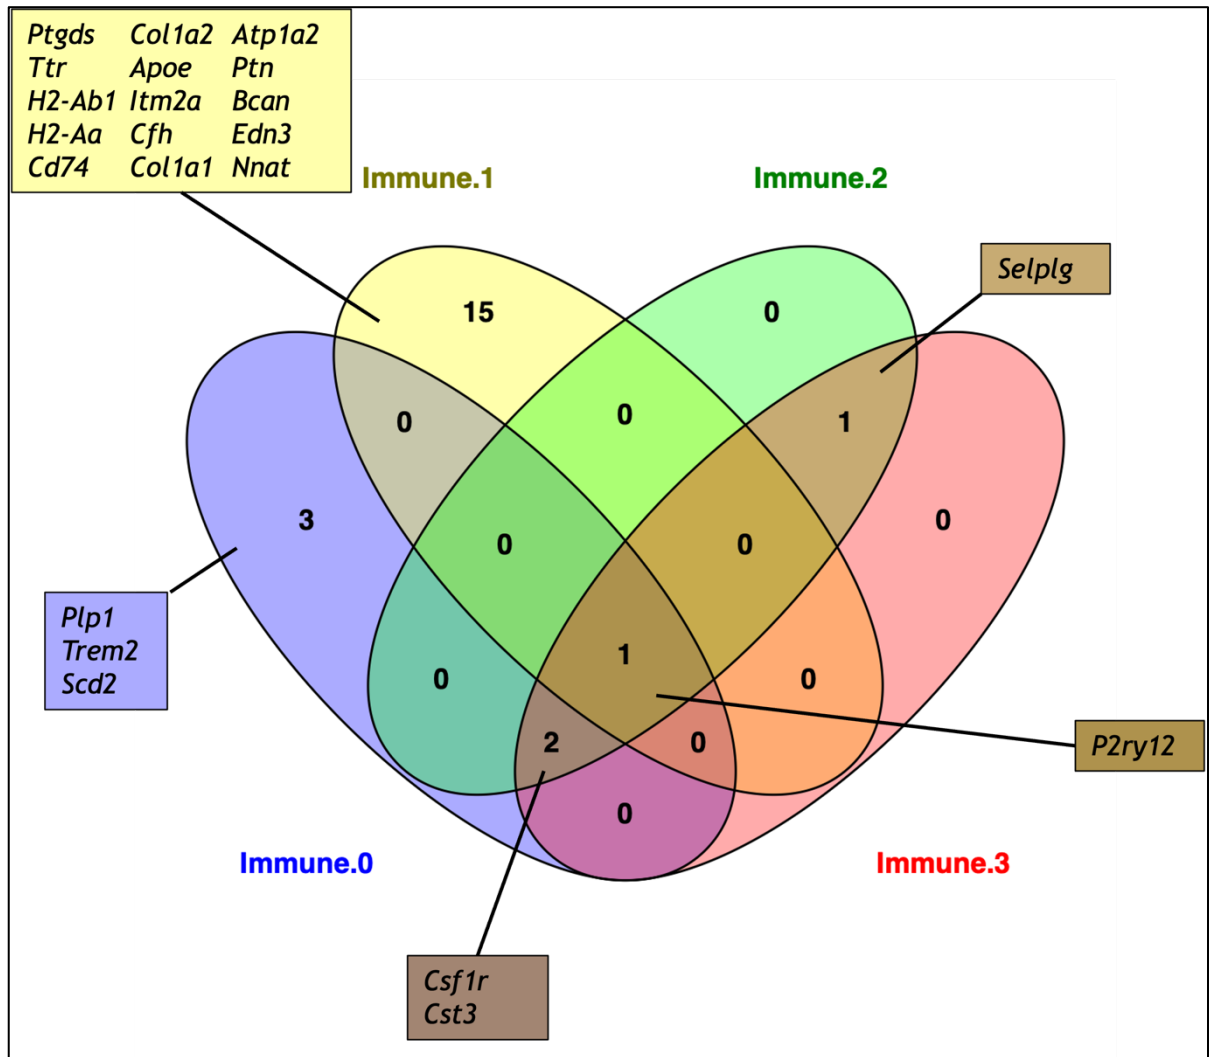 Ptgds Col1a2 Atp1a2
Ttr Apoe Ptn
H2-Ab1 Itm2a Bcan
H2-Aa Cfh Edn3
Cd74 Col1a1 Nnat
Immune.1
Immune.2
Selplg
15
0
0
0
1
3
0
0
0
Plp1
Trem2
Scd2
1
0
0
2
0
P2ry12
0
Immune.0
Immune.3
Csf1r
Cst3